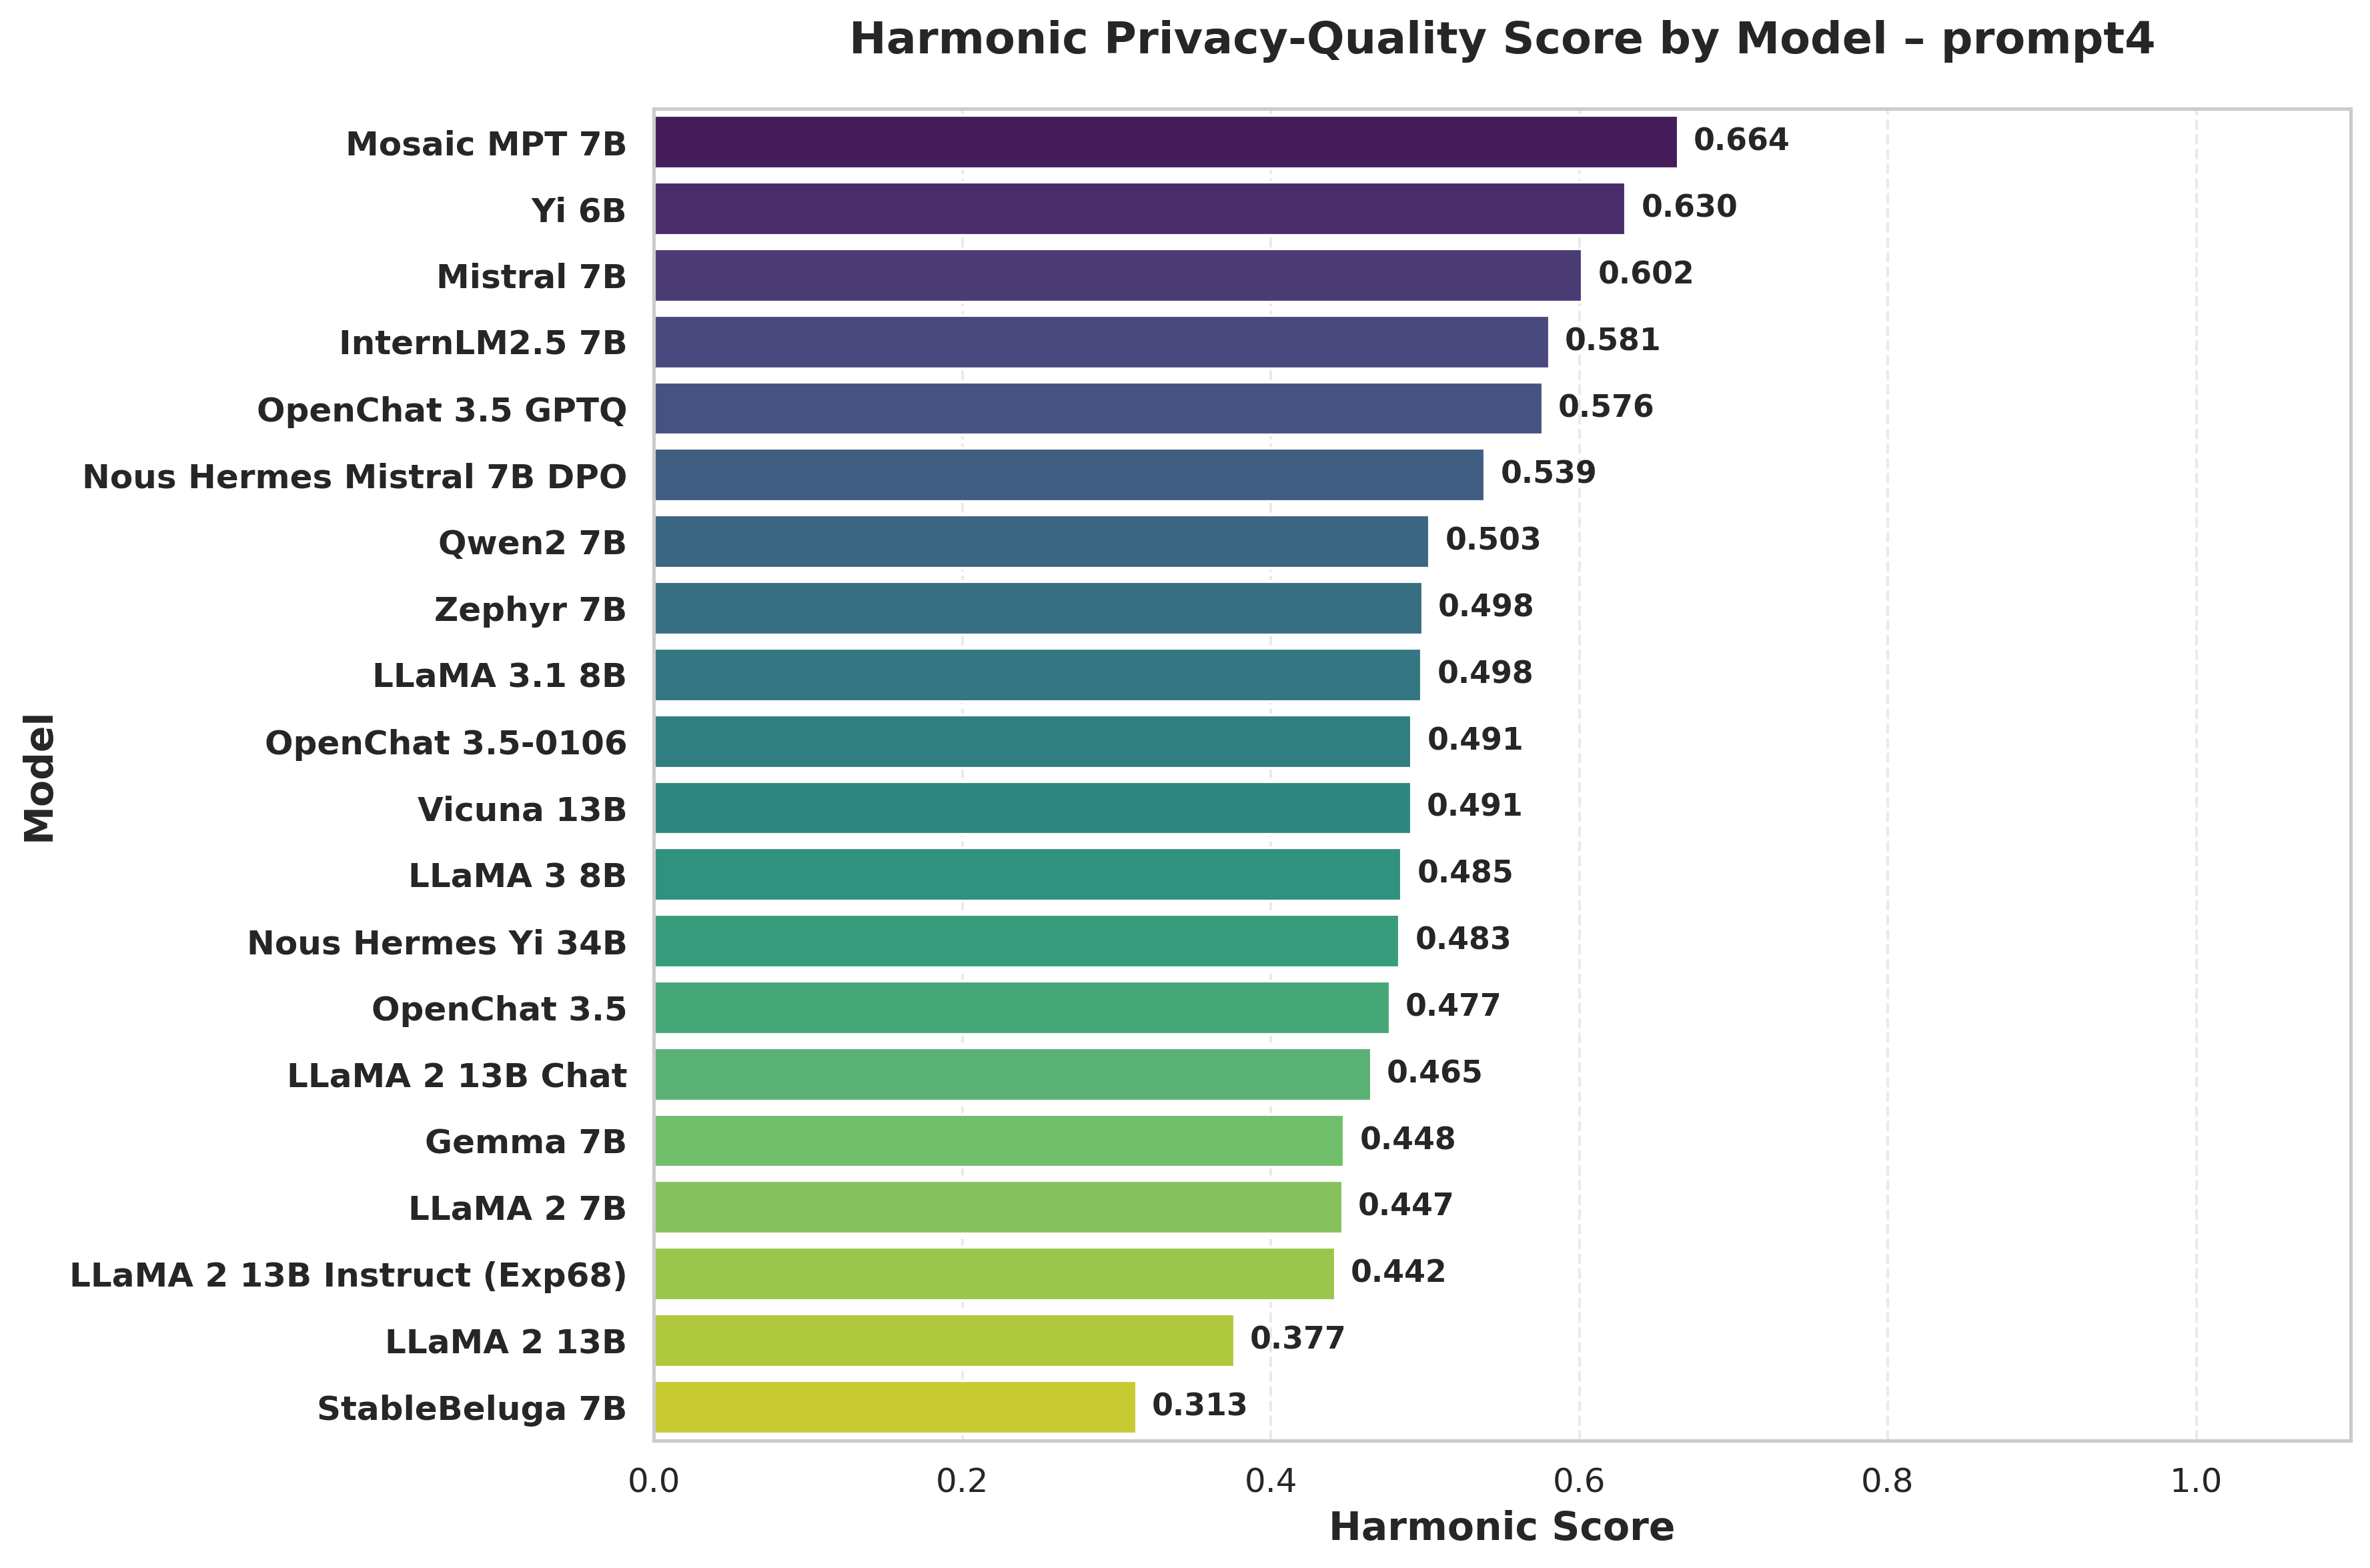 Harmonic Privacy-Quality Score by Model – prompt4
Mosaic MPT 7B 0.664
Yi 6B 0.630
Mistral 7B 0.602
InternLM2.5 7B 0.581
OpenChat 3.5 GPTQ 0.576
Nous Hermes Mistral 7B DPO 0.539
Qwen2 7B 0.503
Zephyr 7B 0.498
LLaMA 3.1 8B 0.498
OpenChat 3.5-0106 0.491
Vicuna 13B 0.491
LLaMA 3 8B 0.485
Nous Hermes Yi 34B 0.483
OpenChat 3.5 0.477
LLaMA 2 13B Chat 0.465
Gemma 7B 0.448
LLaMA 2 7B 0.447
LLaMA 2 13B Instruct (Exp68) 0.442
LLaMA 2 13B 0.377
StableBeluga 7B 0.313
Model
0.0 0.2 0.4 0.6 0.8 1.0
Harmonic Score